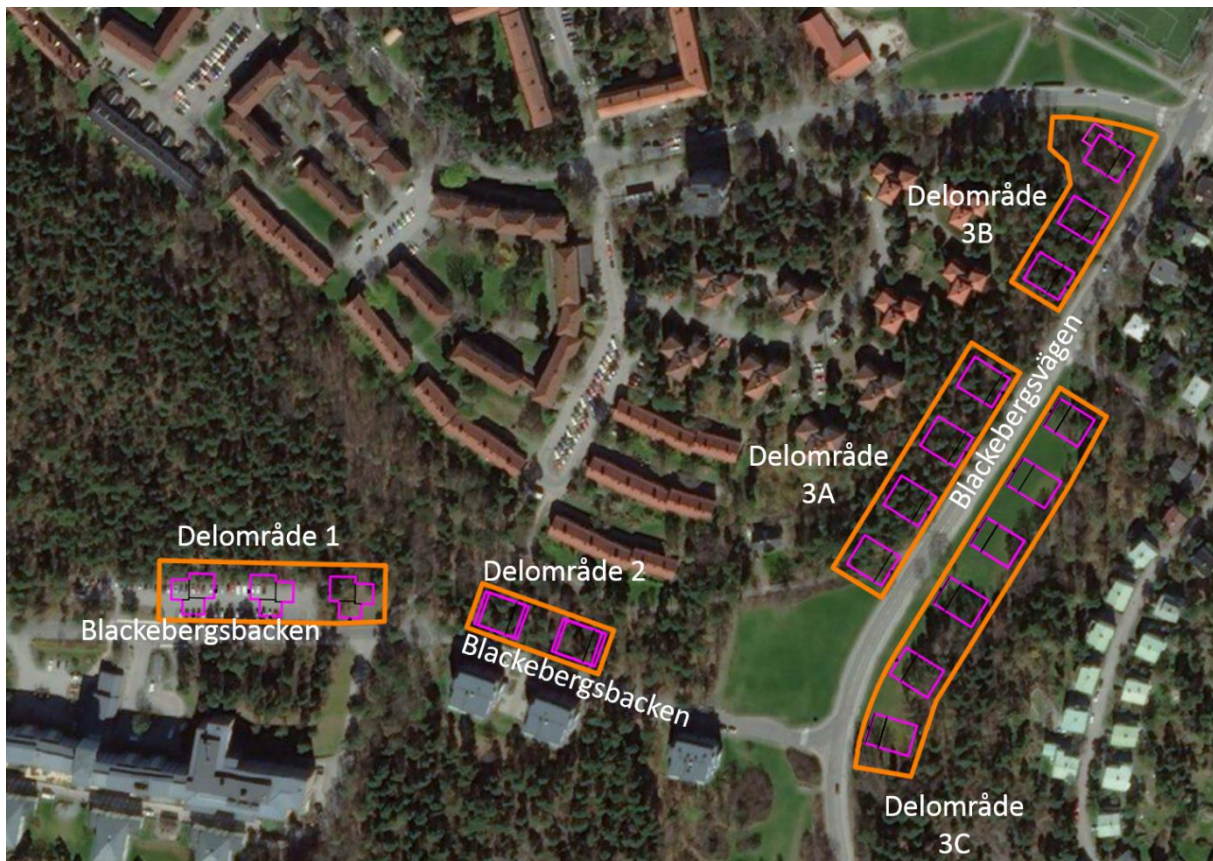 Delområde
3B
Blackebergsvägen
Delområde
3A
Delområde 1
Delområde 2
Blackebergsbacken
Blackebergsbacken
Delområde
3C